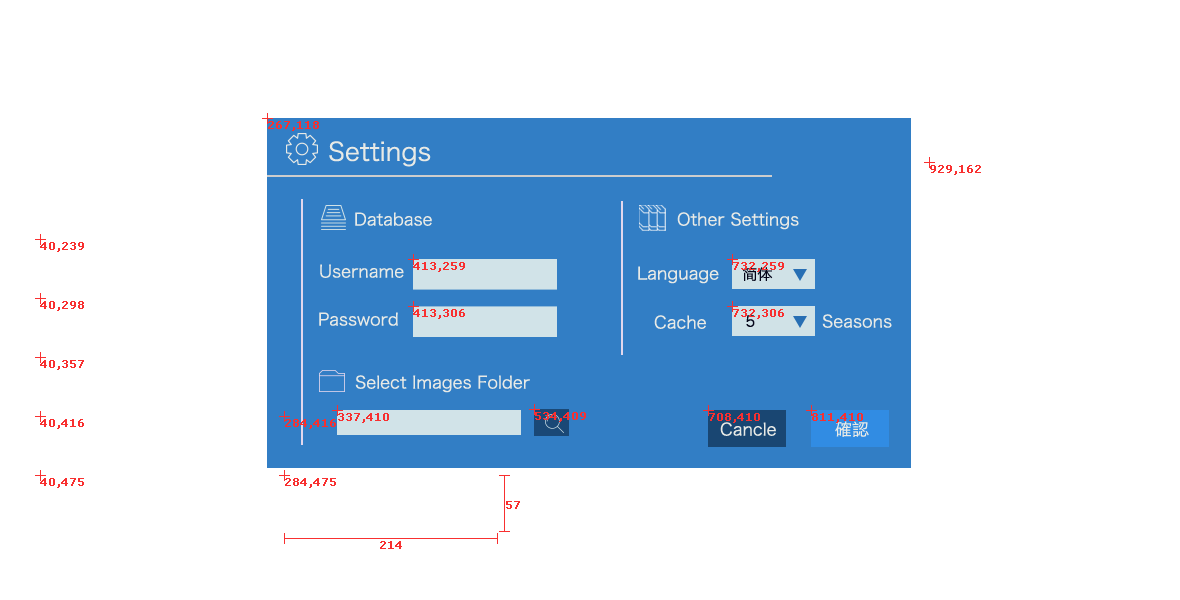 267,118
Settings
929,162
Database
Other Settings
40,239
Username
413,259
Language
732,259
简体
40,298
Password
413,306
Cache
732,306
5
Seasons
40,357
Select Images Folder
40,416
284,416
337,410
534,409
708,410
Cancle
811,410
確認
40,475
284,475
57
214